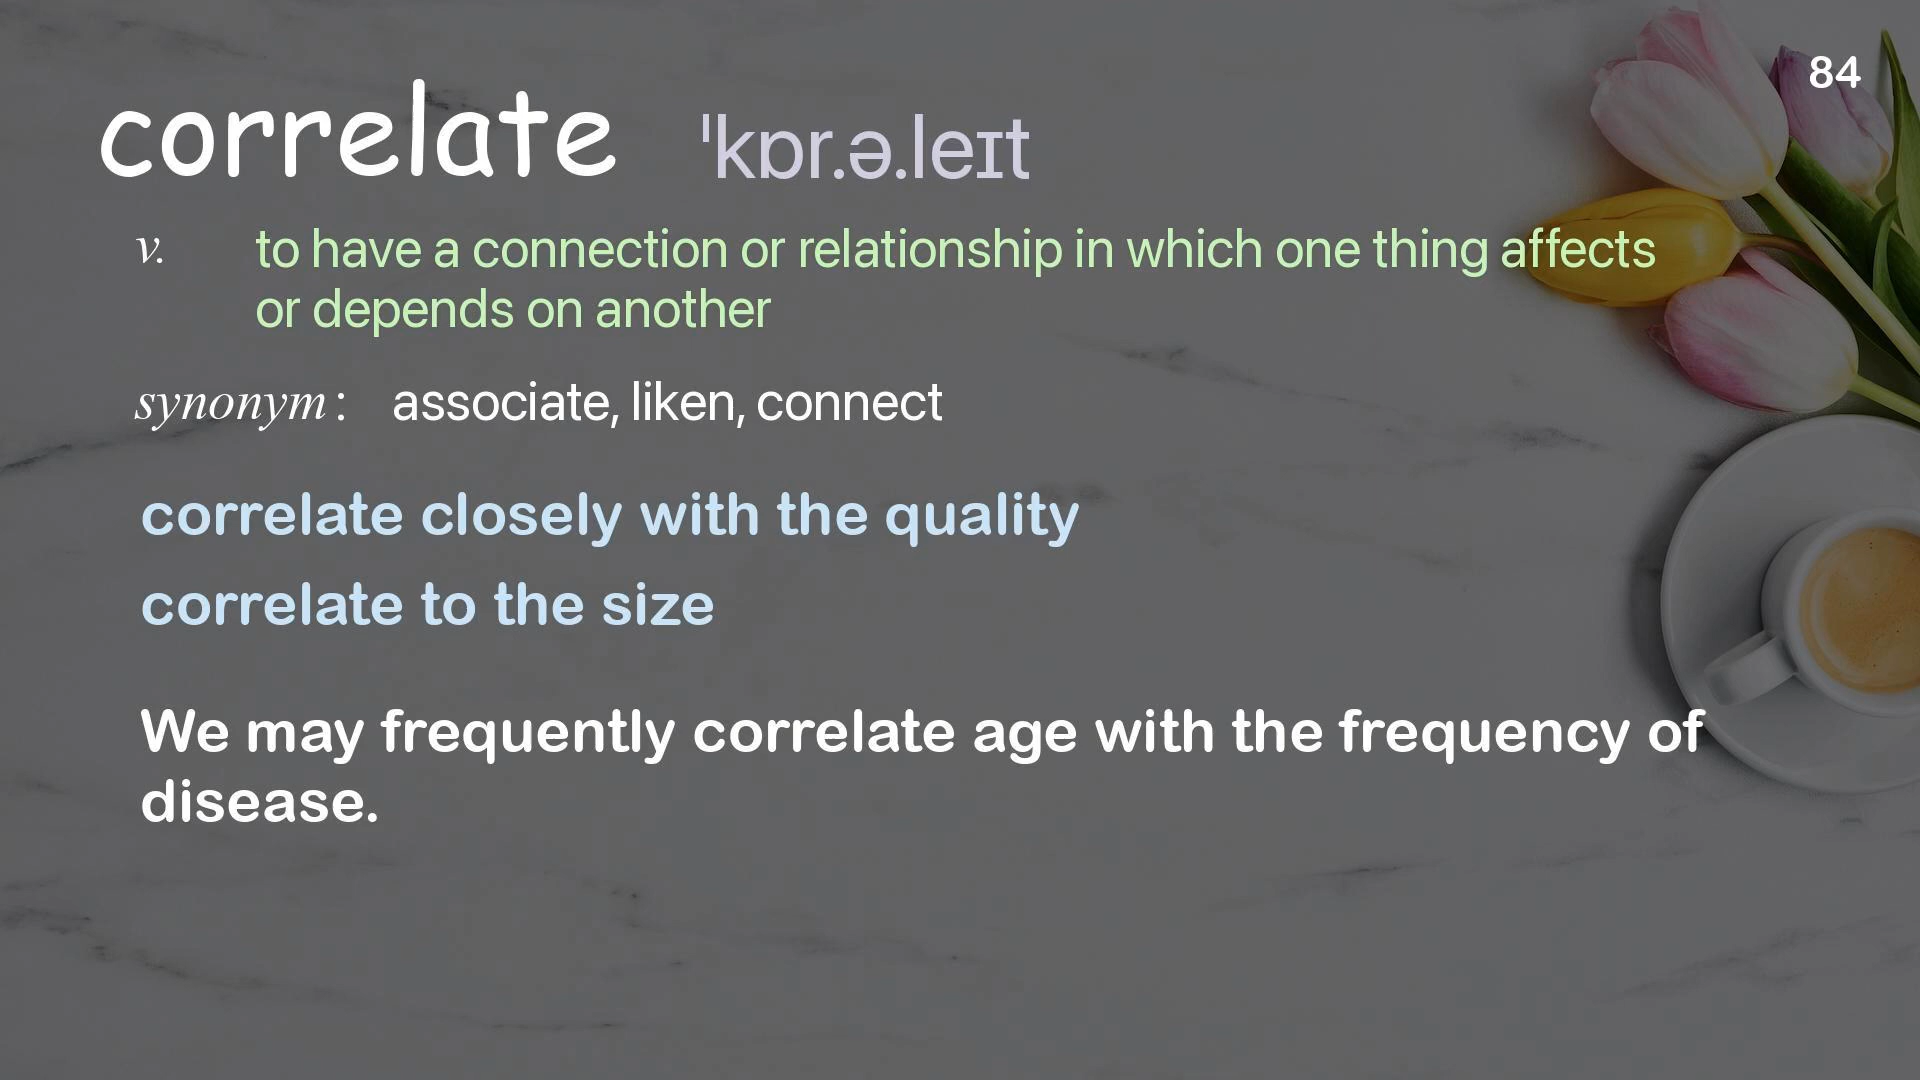 84
correlate ˈkɒr.ə.leɪt
v. to have a connection or relationship in which one thing affects
or depends on another
synonym: associate, liken, connect
correlate closely with the quality
correlate to the size
We may frequently correlate age with the frequency of
disease.